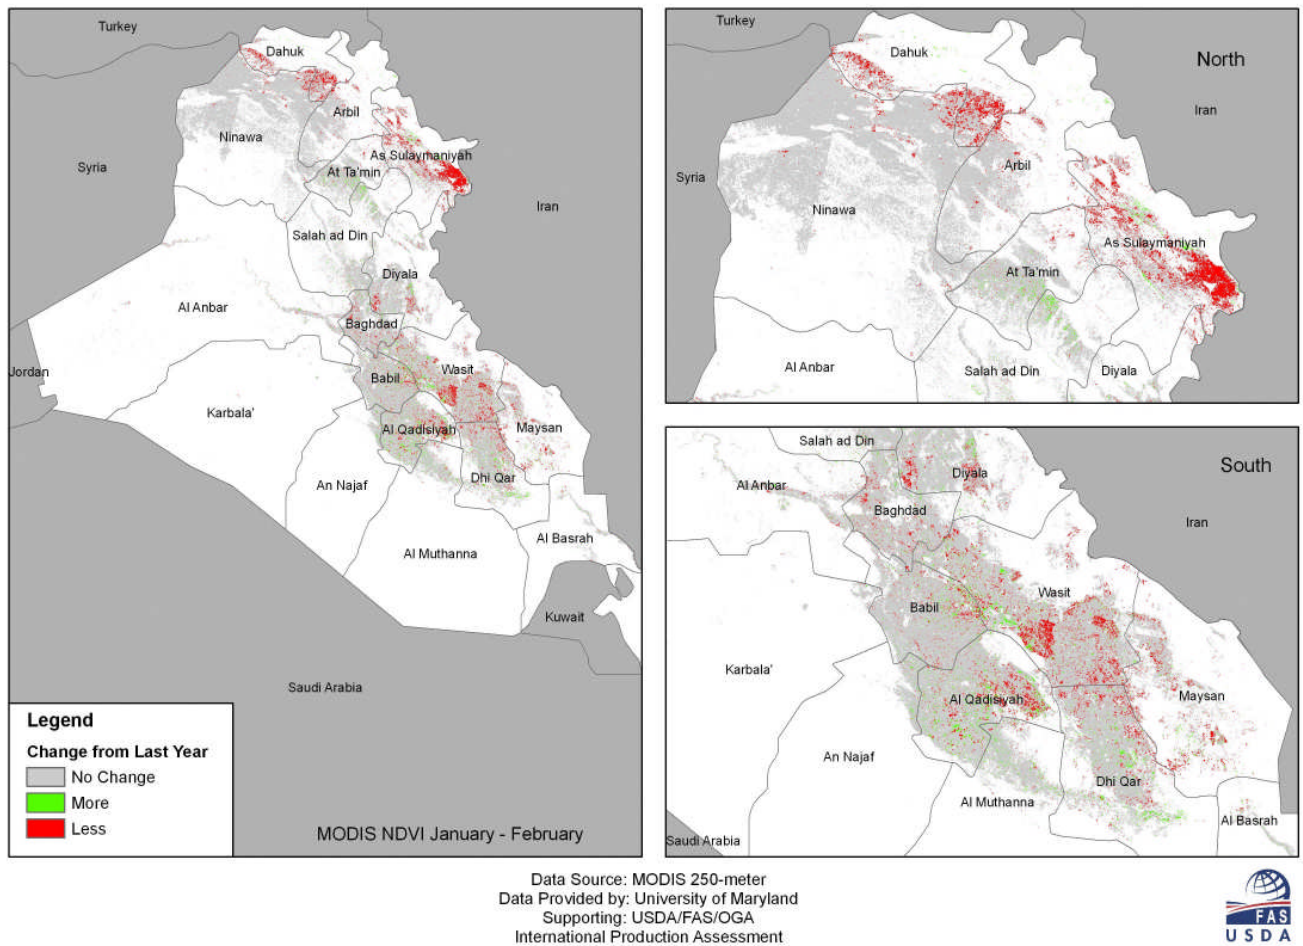 Turkey
Dahuk
Arbil
Ninawa
As Sulaymaniyah
At Ta'min
Syria
Iran
Salah ad Din
Diyala
Al Anbar
Baghdad
Jordan
Babil
Wasit
Karbala'
Al Qadisiyah
Maysan
An Najaf
Dhi Qar
Al Basrah
Al Muthanna
Kuwait
Saudi Arabia
Legend
Change from Last Year
No Change
More
Less
MODIS NDVI January - February
Turkey
Dahuk
North
Iran
Arbil
Syria
Ninawa
As Sulaymaniyah
At Ta'min
Al Anbar
Salah ad Din
Diyala
Salah ad Din
South
Diyala
Al Anbar
Baghdad
Iran
Wasit
Babil
Karbala'
Al Qadisiyah
Maysan
An Najaf
Dhi Qar
Al Muthanna
Al Basrah
Saudi Arabia
Data Source: MODIS 250-meter
Data Provided by: University of Maryland
Supporting: USDA/FAS/OGA
International Production Assessment
FAS
USDA